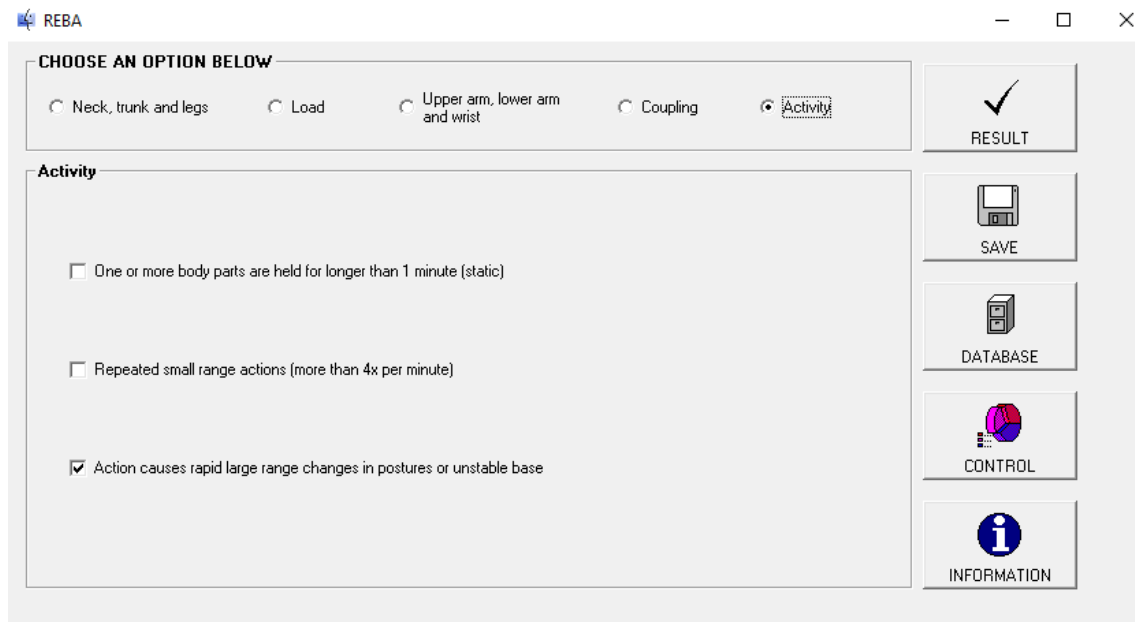 REBA
CHOOSE AN OPTION BELOW
Neck, trunk and legs
Load
Upper arm, lower arm
and wrist
Coupling
Activity
RESULT
Activity
SAVE
One or more body parts are held for longer than 1 minute (static)
DATABASE
Repeated small range actions (more than 4x per minute)
CONTROL
Action causes rapid large range changes in postures or unstable base
INFORMATION